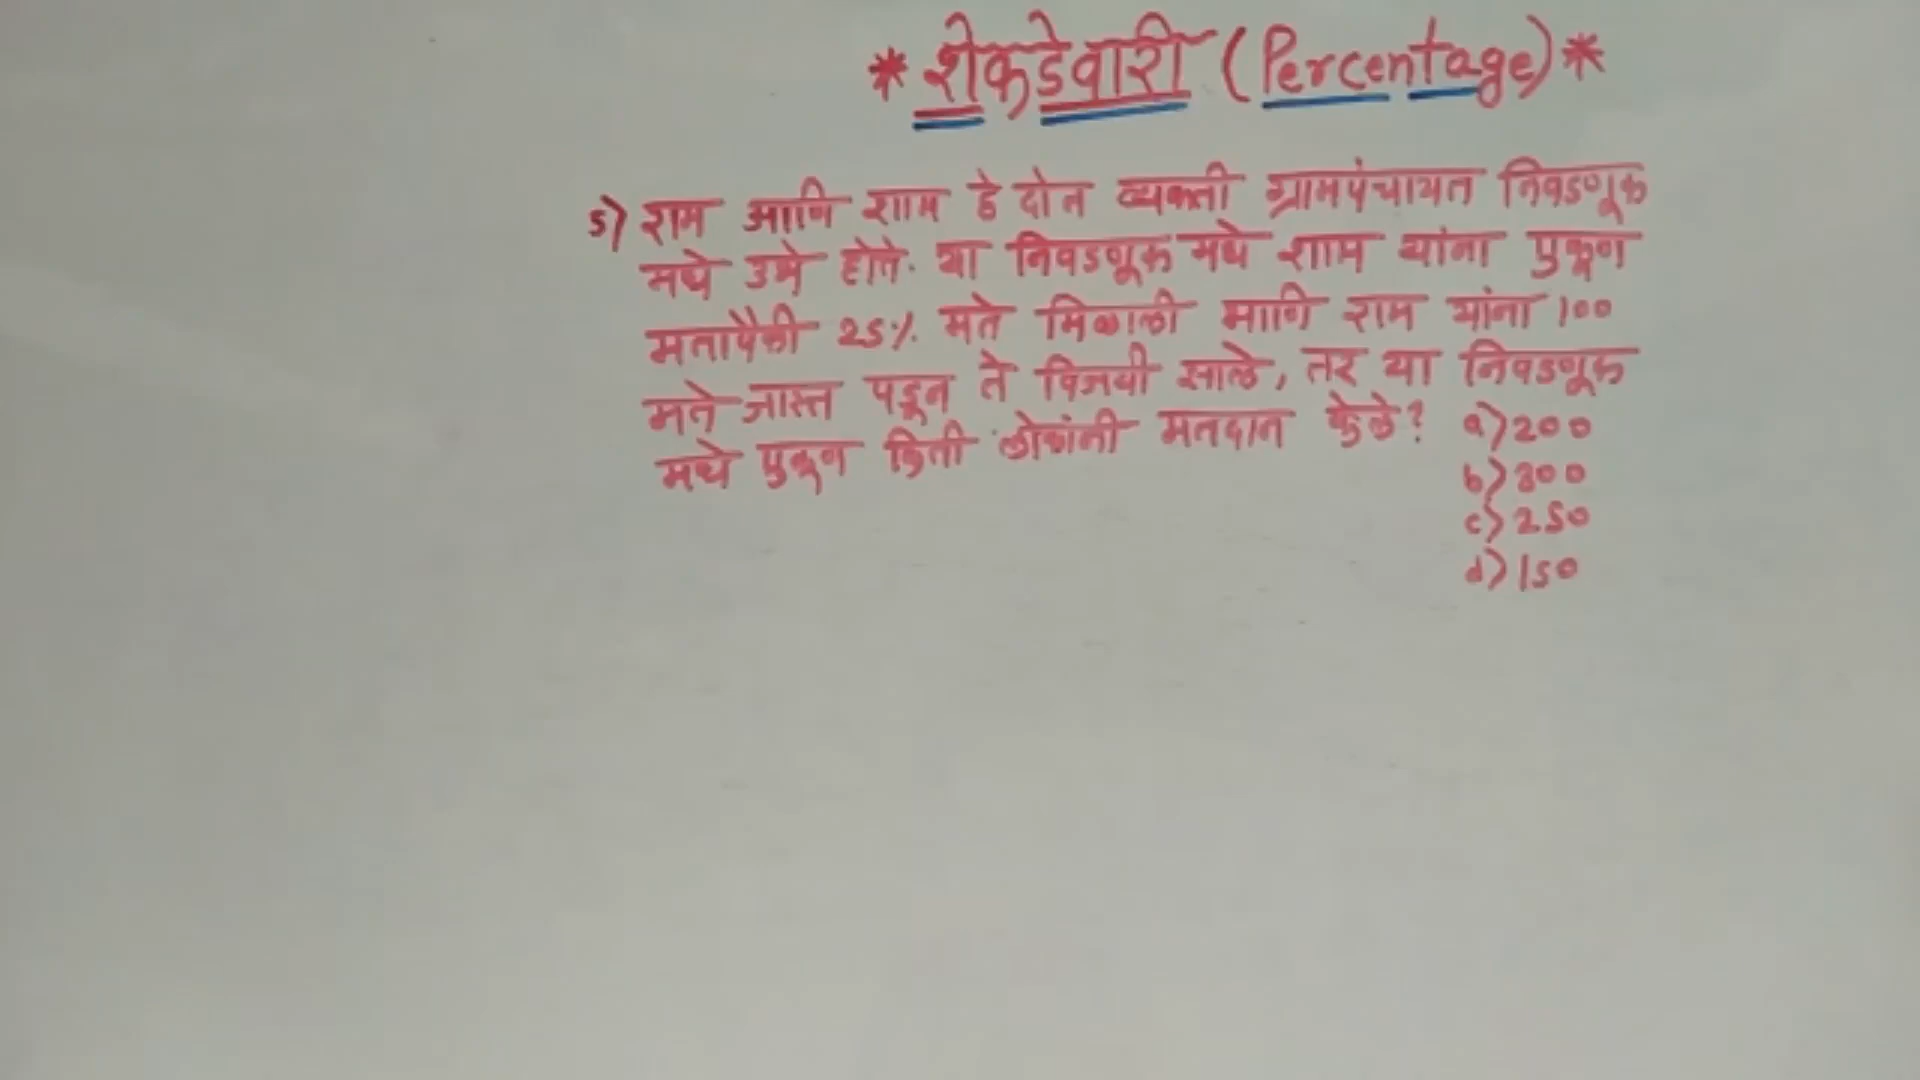 * शेकडेवारी (Percentage) *
5) राम आणि शाम हे दोन व्यक्ती ग्रामपंचायत निवडणूक
मधे उभे होते. या निवडणूक मधे शाम यांना एकूण
मतापैकी 25% मते मिळाली आणि राम यांना 100
मते जास्त पडून ते विजयी झाले, तर या निवडणूक
मधे एकूण किती लोकांनी मतदान केले? a) 200
b) 300
c) 250
d) 150